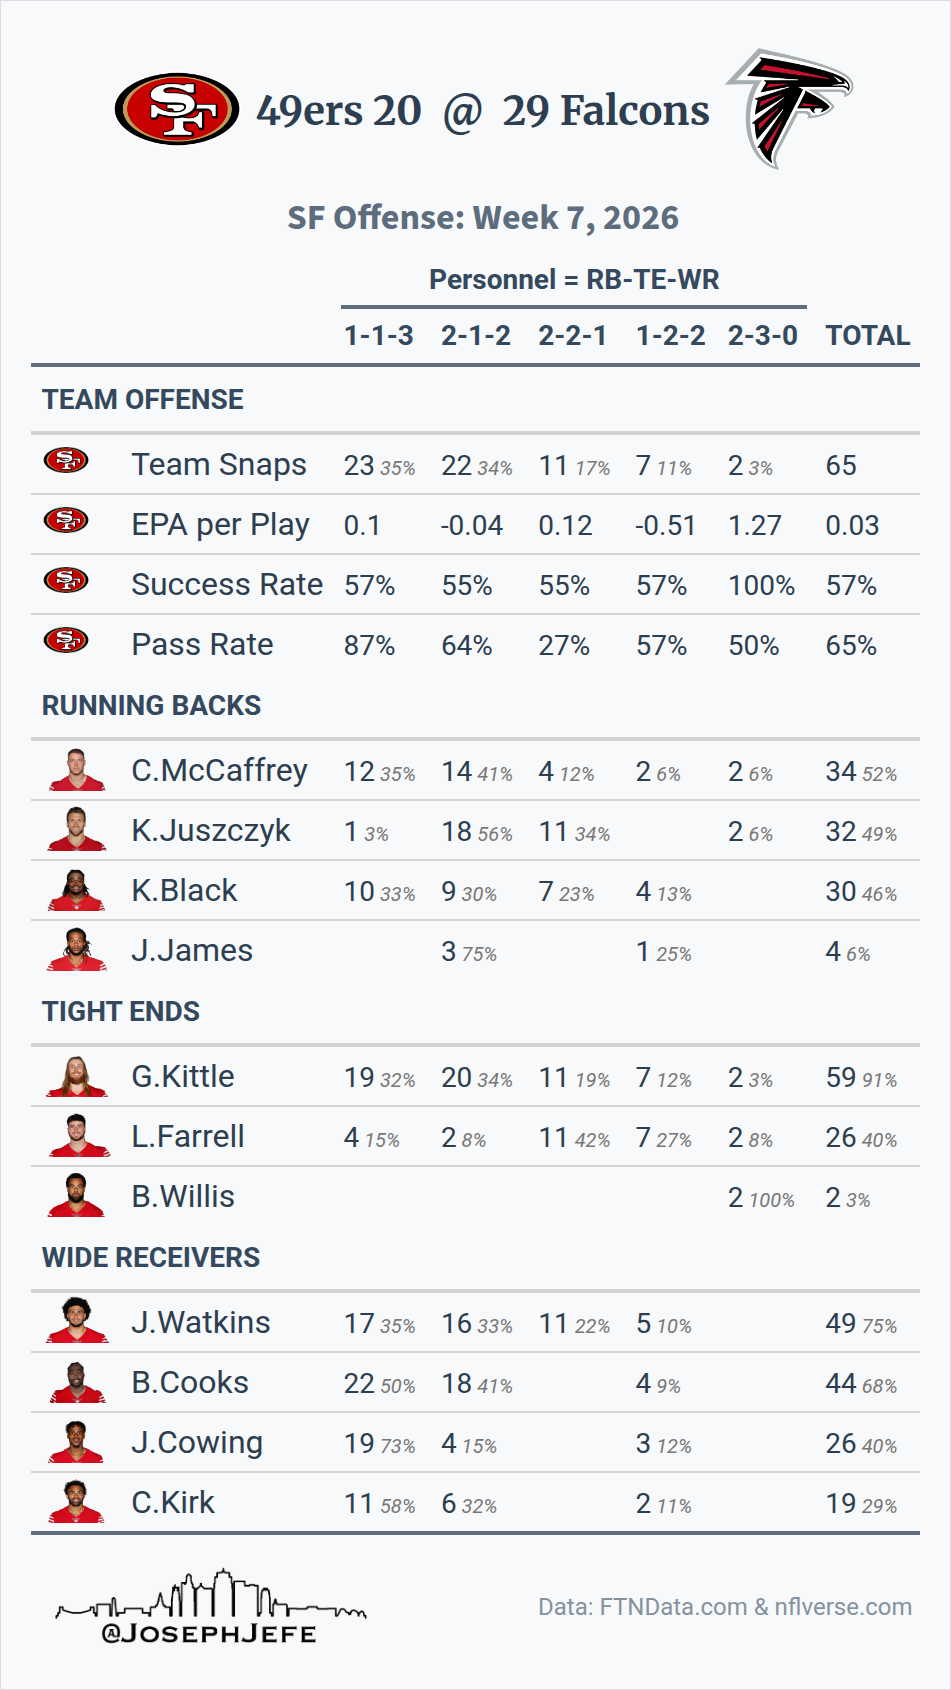 49ers 20 @ 29 Falcons
SF Offense: Week 7, 2026
Personnel = RB-TE-WR
1-1-3 2-1-2 2-2-1 1-2-2 2-3-0 TOTAL
TEAM OFFENSE
Team Snaps 23 35% 22 34% 11 17% 7 11% 2 3% 65
EPA per Play 0.1 -0.04 0.12 -0.51 1.27 0.03
Success Rate 57% 55% 55% 57% 100% 57%
Pass Rate 87% 64% 27% 57% 50% 65%
RUNNING BACKS
C.McCaffrey 12 35% 14 41% 4 12% 2 6% 2 6% 34 52%
K.Juszczyk 1 3% 18 56% 11 34% 2 6% 32 49%
K.Black 10 33% 9 30% 7 23% 4 13% 30 46%
J.James 3 75% 1 25% 4 6%
TIGHT ENDS
G.Kittle 19 32% 20 34% 11 19% 7 12% 2 3% 59 91%
L.Farrell 4 15% 2 8% 11 42% 7 27% 2 8% 26 40%
B.Willis 2 100% 2 3%
WIDE RECEIVERS
J.Watkins 17 35% 16 33% 11 22% 5 10% 49 75%
B.Cooks 22 50% 18 41% 4 9% 44 68%
J.Cowing 19 73% 4 15% 3 12% 26 40%
C.Kirk 11 58% 6 32% 2 11% 19 29%
@JOSEPHJEFE
Data: FTNData.com & nflverse.com